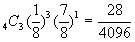 ₄C₃(1/8)³(7/8)¹ = 28/4096